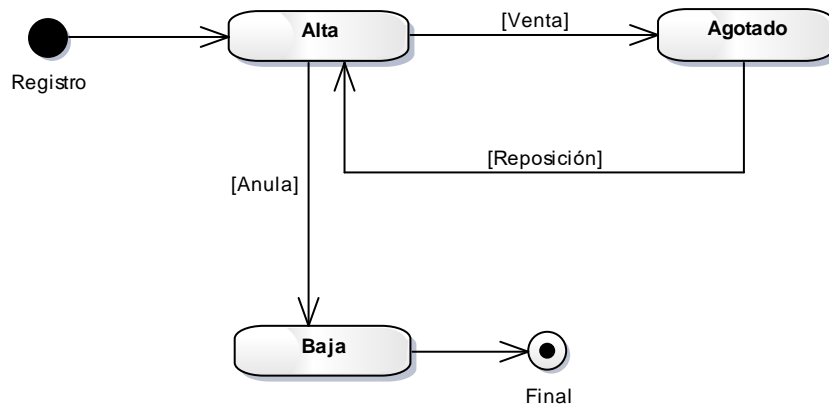 Alta
[Venta]
Agotado
Registro
[Reposición]
[Anula]
Baja
Final